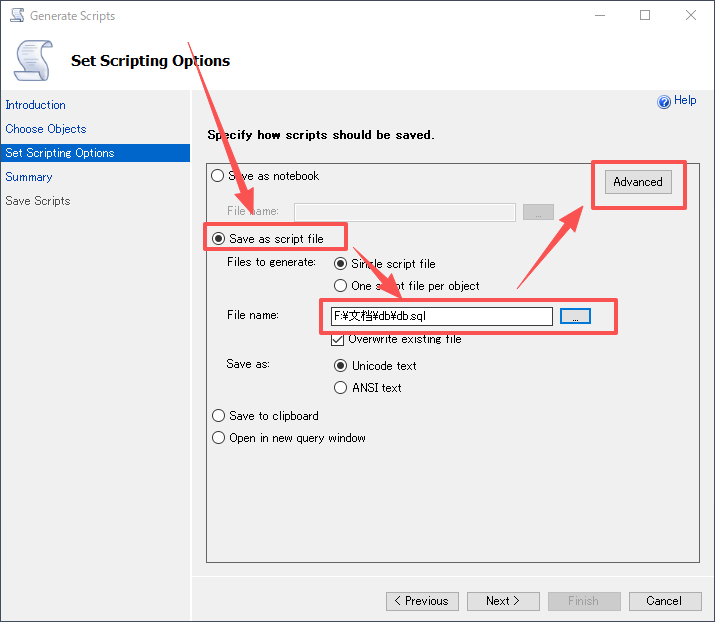 Generate Scripts
Set Scripting Options
Help
Introduction
Choose Objects
Set Scripting Options
Summary
Save Scripts
Specify how scripts should be saved.
Save as notebook
Advanced
File name:
...
Save as script file
Files to generate:
Single script file
One script file per object
File name:
F:¥文档¥db¥db.sql
...
Overwrite existing file
Save as:
Unicode text
ANSI text
Save to clipboard
Open in new query window
< Previous
Next >
Finish
Cancel